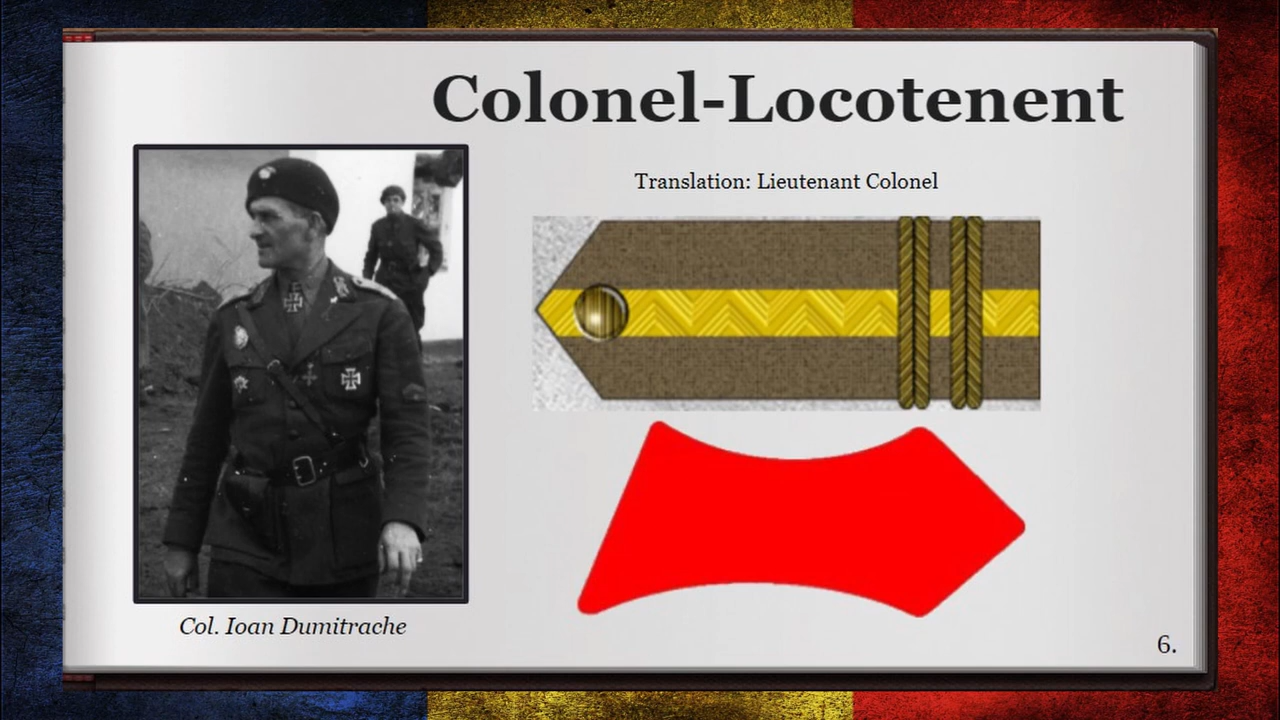 Colonel-Locotenent
Translation: Lieutenant Colonel
Col. Ioan Dumitrache
6.